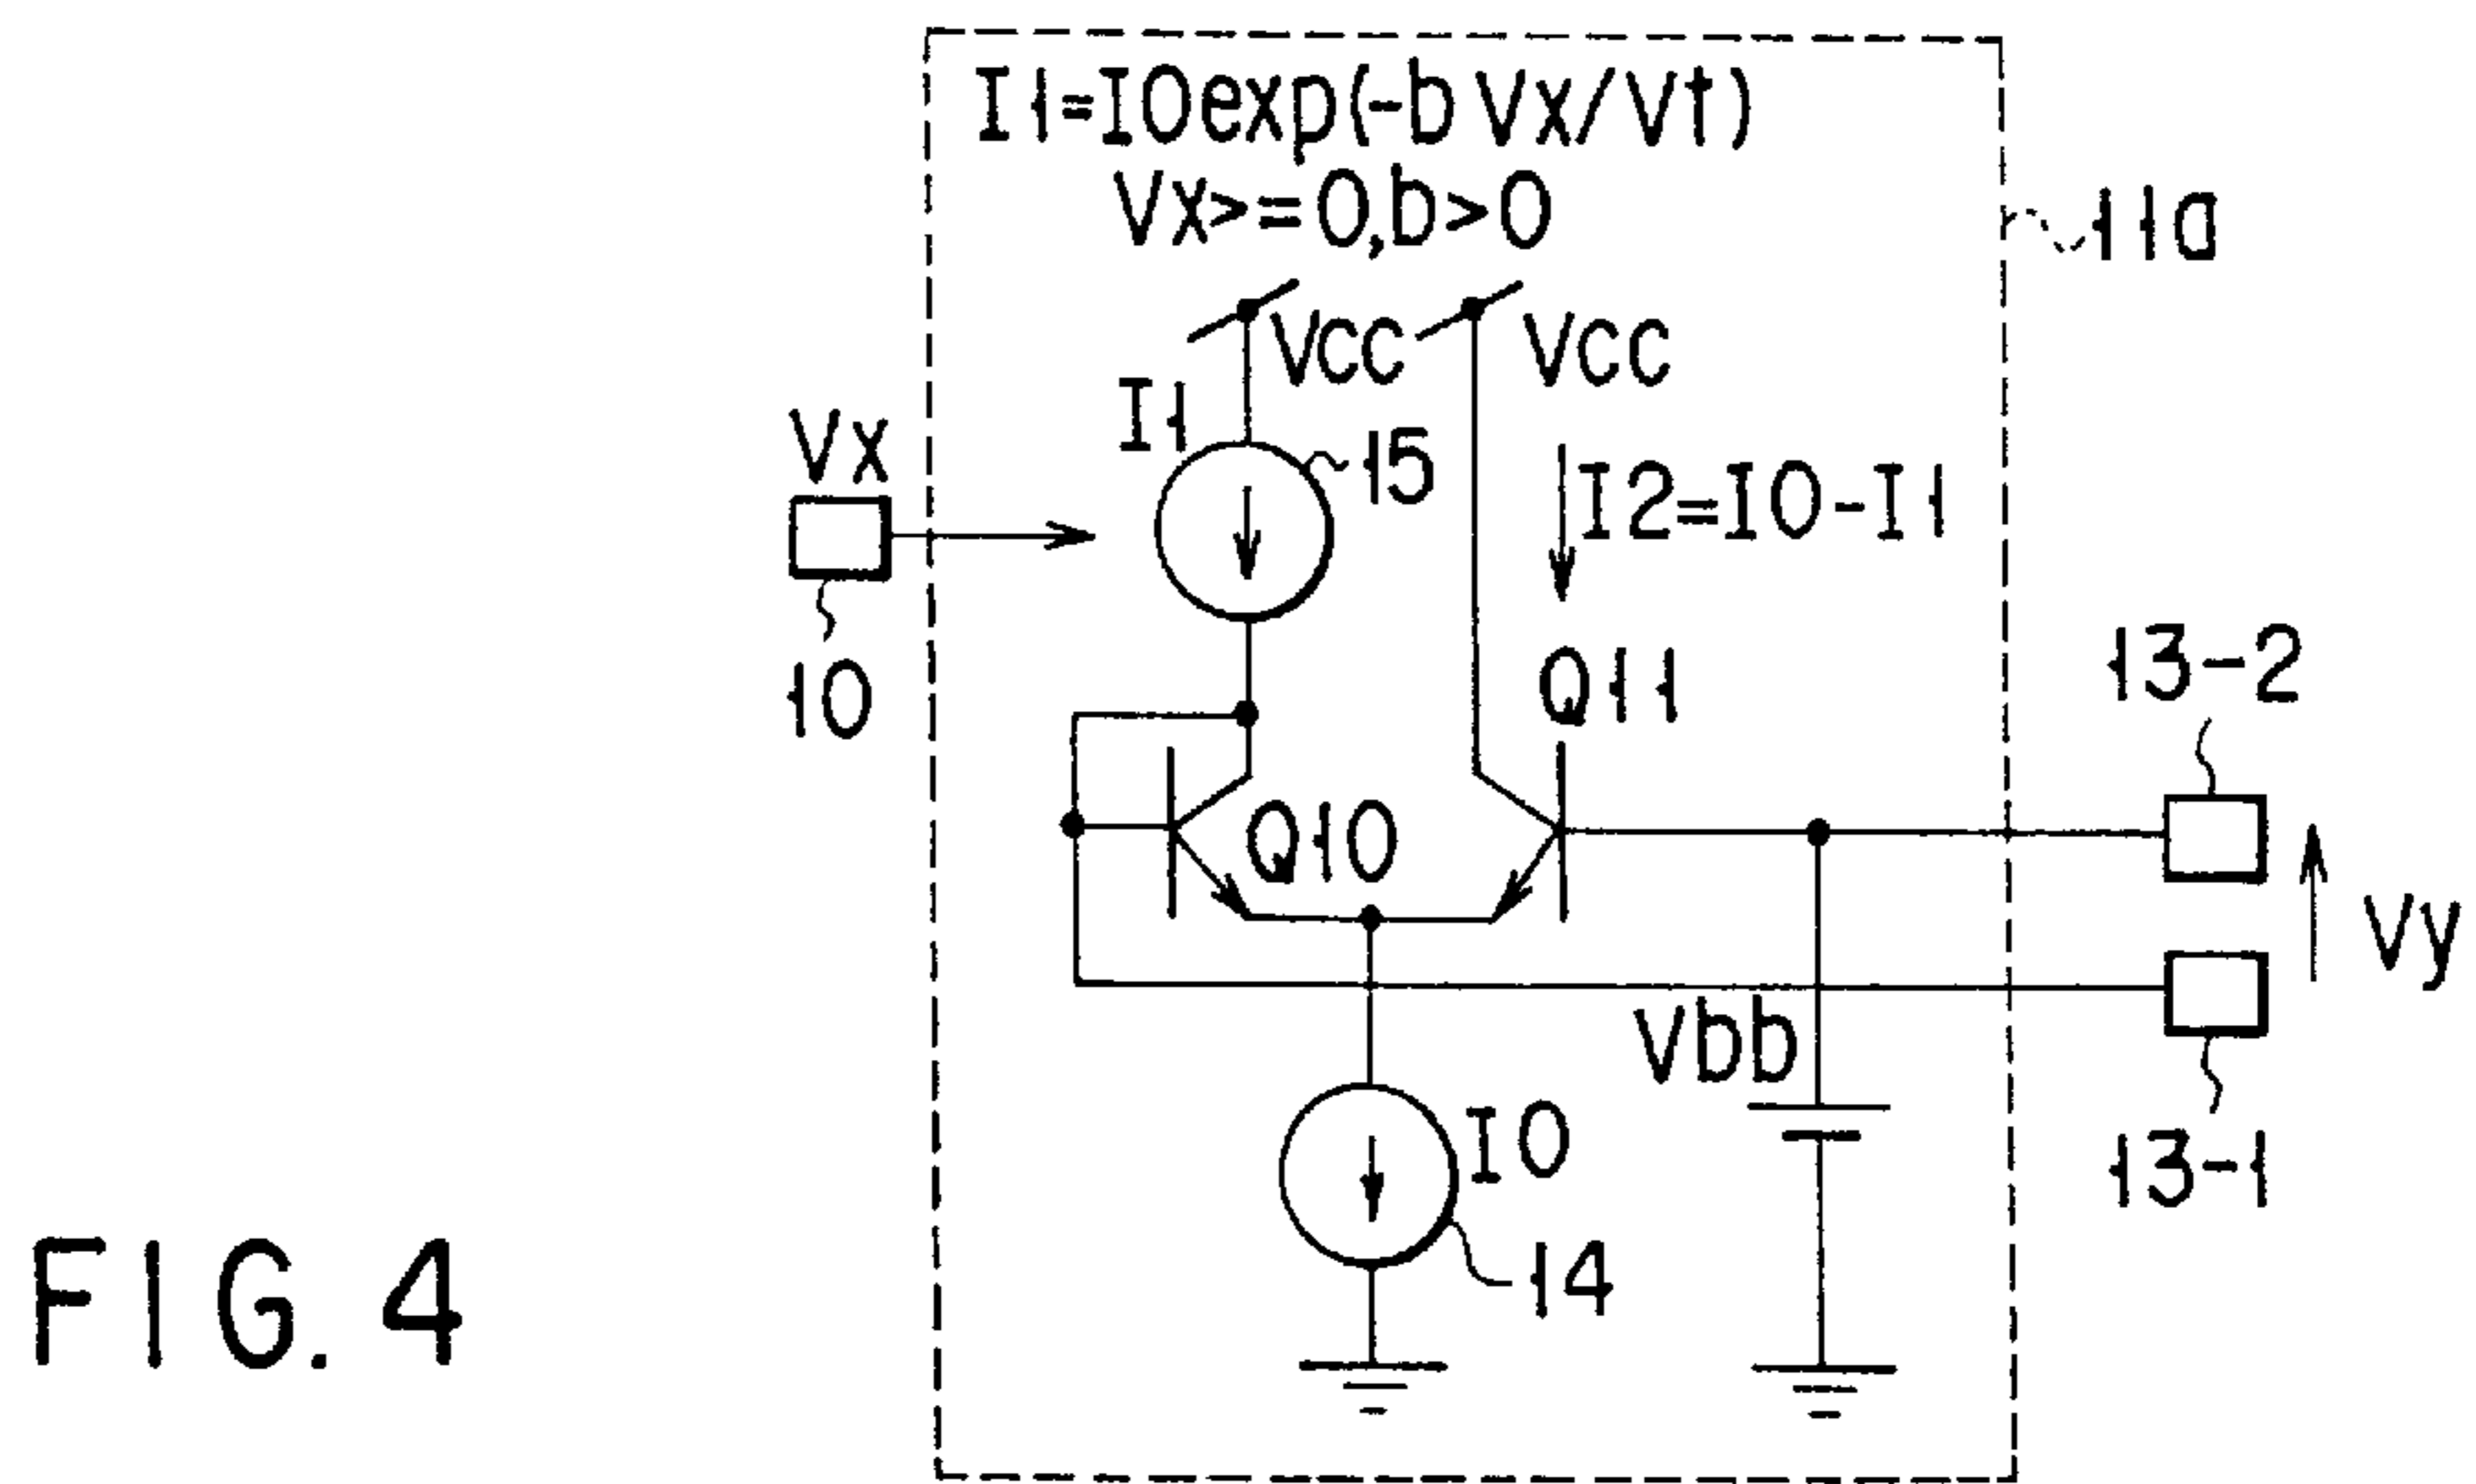 I1=I0exp(-bVx/Vt)
Vx>=0,b>0
11a
Vcc
Vcc
I1
15
Vx
I2=I0-I1
10
Q11
13-2
Q10
Vy
Vbb
I0
13-1
14
FIG. 4